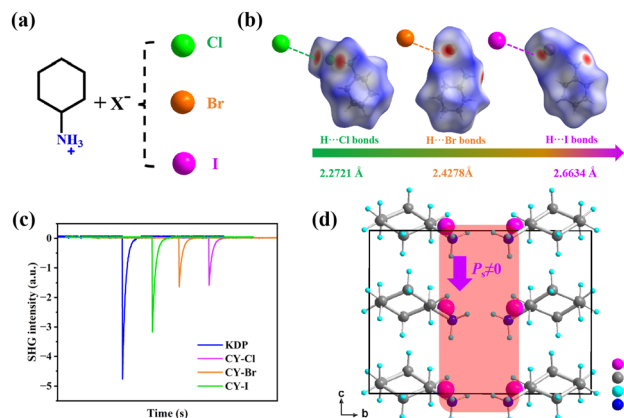 (a)
Cl
Br
I
NH3
+
+ X−
(b)
H···Cl bonds
H···Br bonds
H···I bonds
2.2721 Å
2.4278 Å
2.6634 Å
(c)
SHG intensity (a.u.)
0
−1
−2
−3
−4
−5
KDP
CY-Cl
CY-Br
CY-I
Time (s)
(d)
Ps≠0
c
b